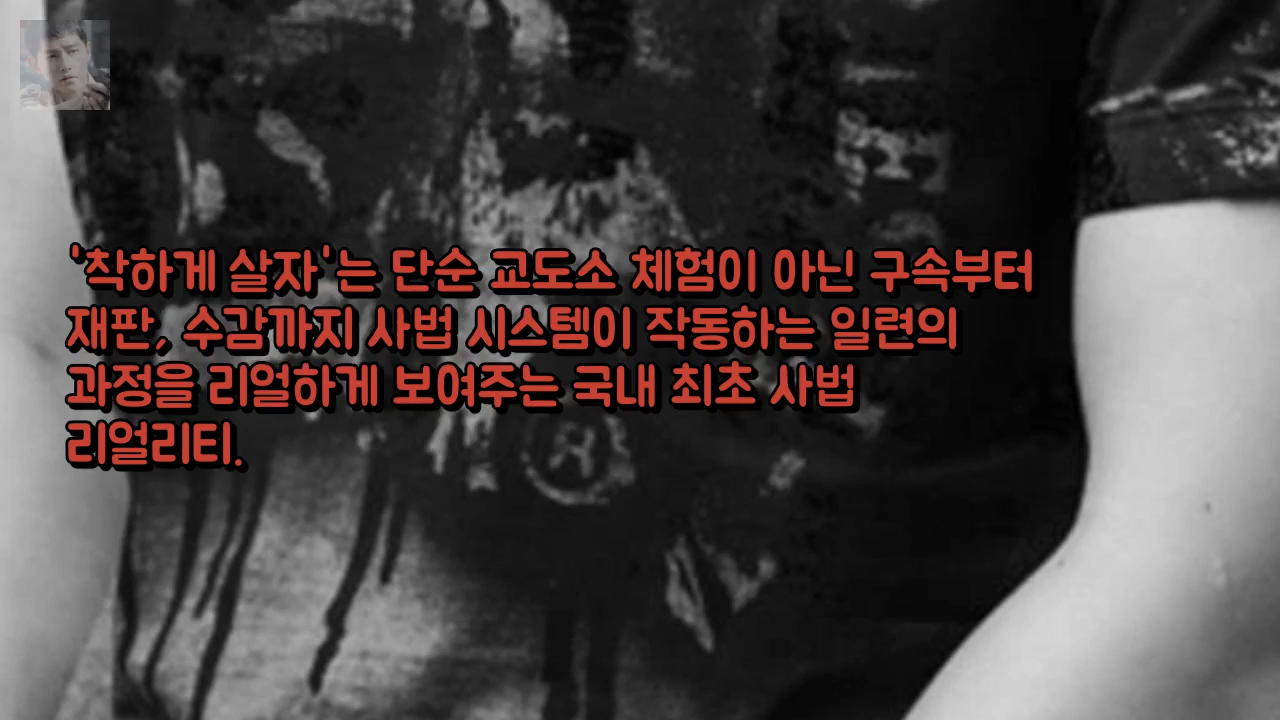 '착하게 살자'는 단순 교도소 체험이 아닌 구속부터
재판, 수감까지 사법 시스템이 작동하는 일련의
과정을 리얼하게 보여주는 국내 최초 사법
리얼리티.